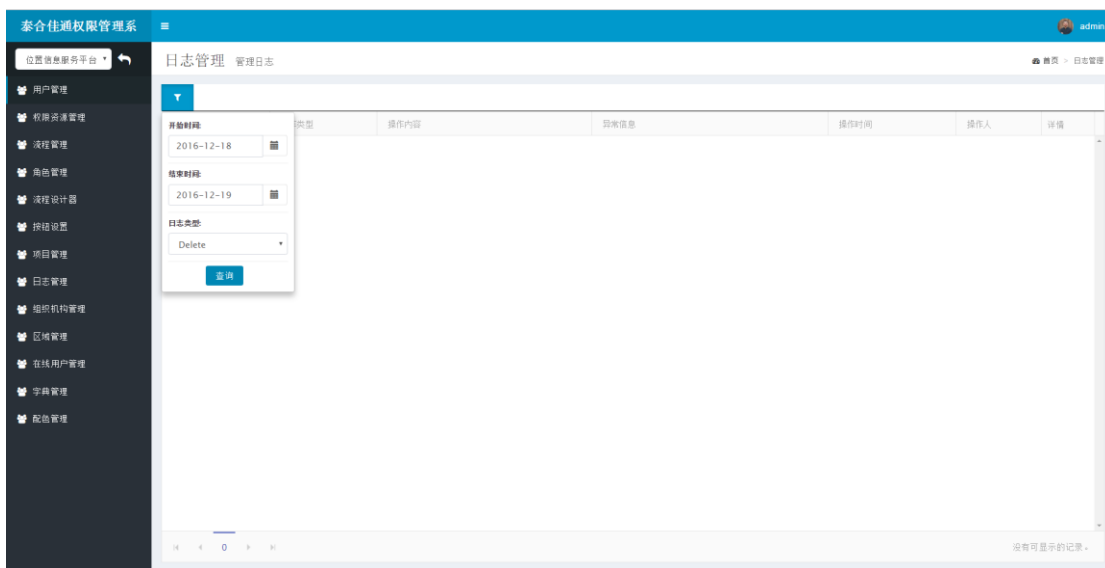 泰合佳通权限管理系
admin
位置信息服务平台
日志管理 管理日志
首页 > 日志管理
用户管理
权限资源管理
流程管理
角色管理
流程设计器
按钮设置
项目管理
日志管理
组织机构管理
区域管理
在线用户管理
字典管理
配色管理
类型 操作内容 异常信息 操作时间 操作人 详情
开始时间:
2016-12-18
结束时间:
2016-12-19
日志类型:
Delete
查询
0
没有可显示的记录。